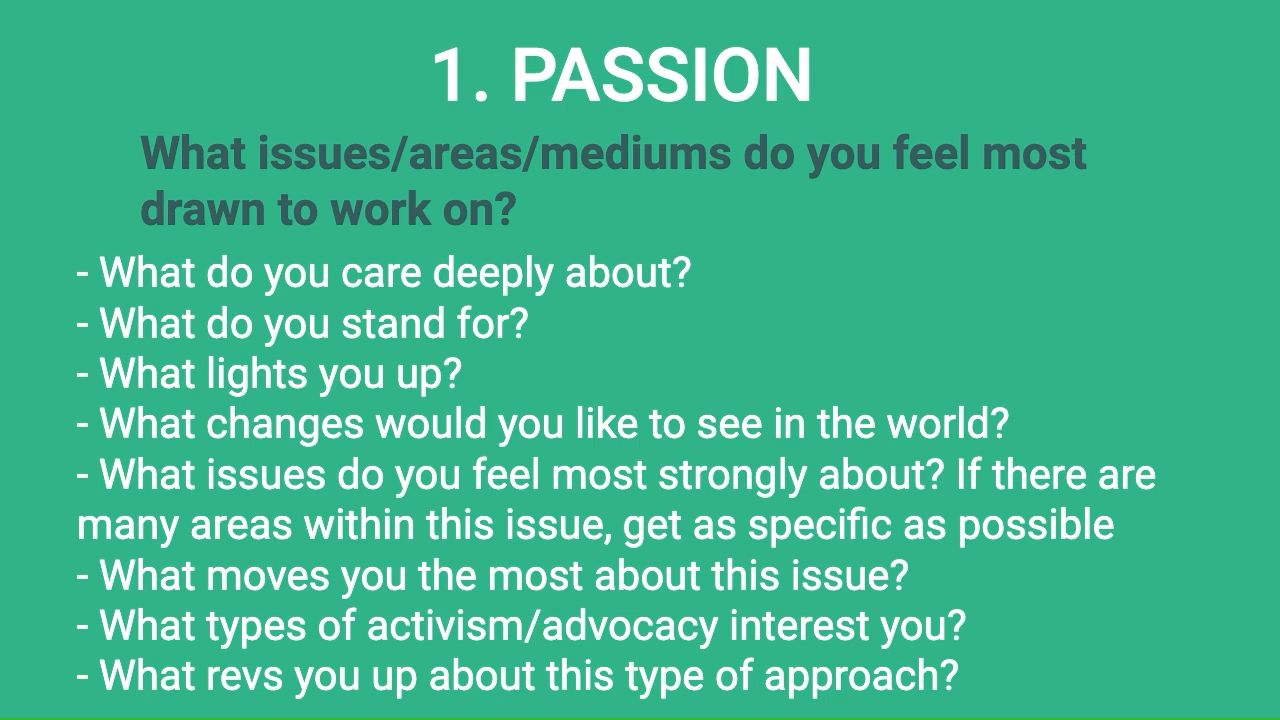 1. PASSION
What issues/areas/mediums do you feel most
drawn to work on?
- What do you care deeply about?
- What do you stand for?
- What lights you up?
- What changes would you like to see in the world?
- What issues do you feel most strongly about? If there are
many areas within this issue, get as specific as possible
- What moves you the most about this issue?
- What types of activism/advocacy interest you?
- What revs you up about this type of approach?